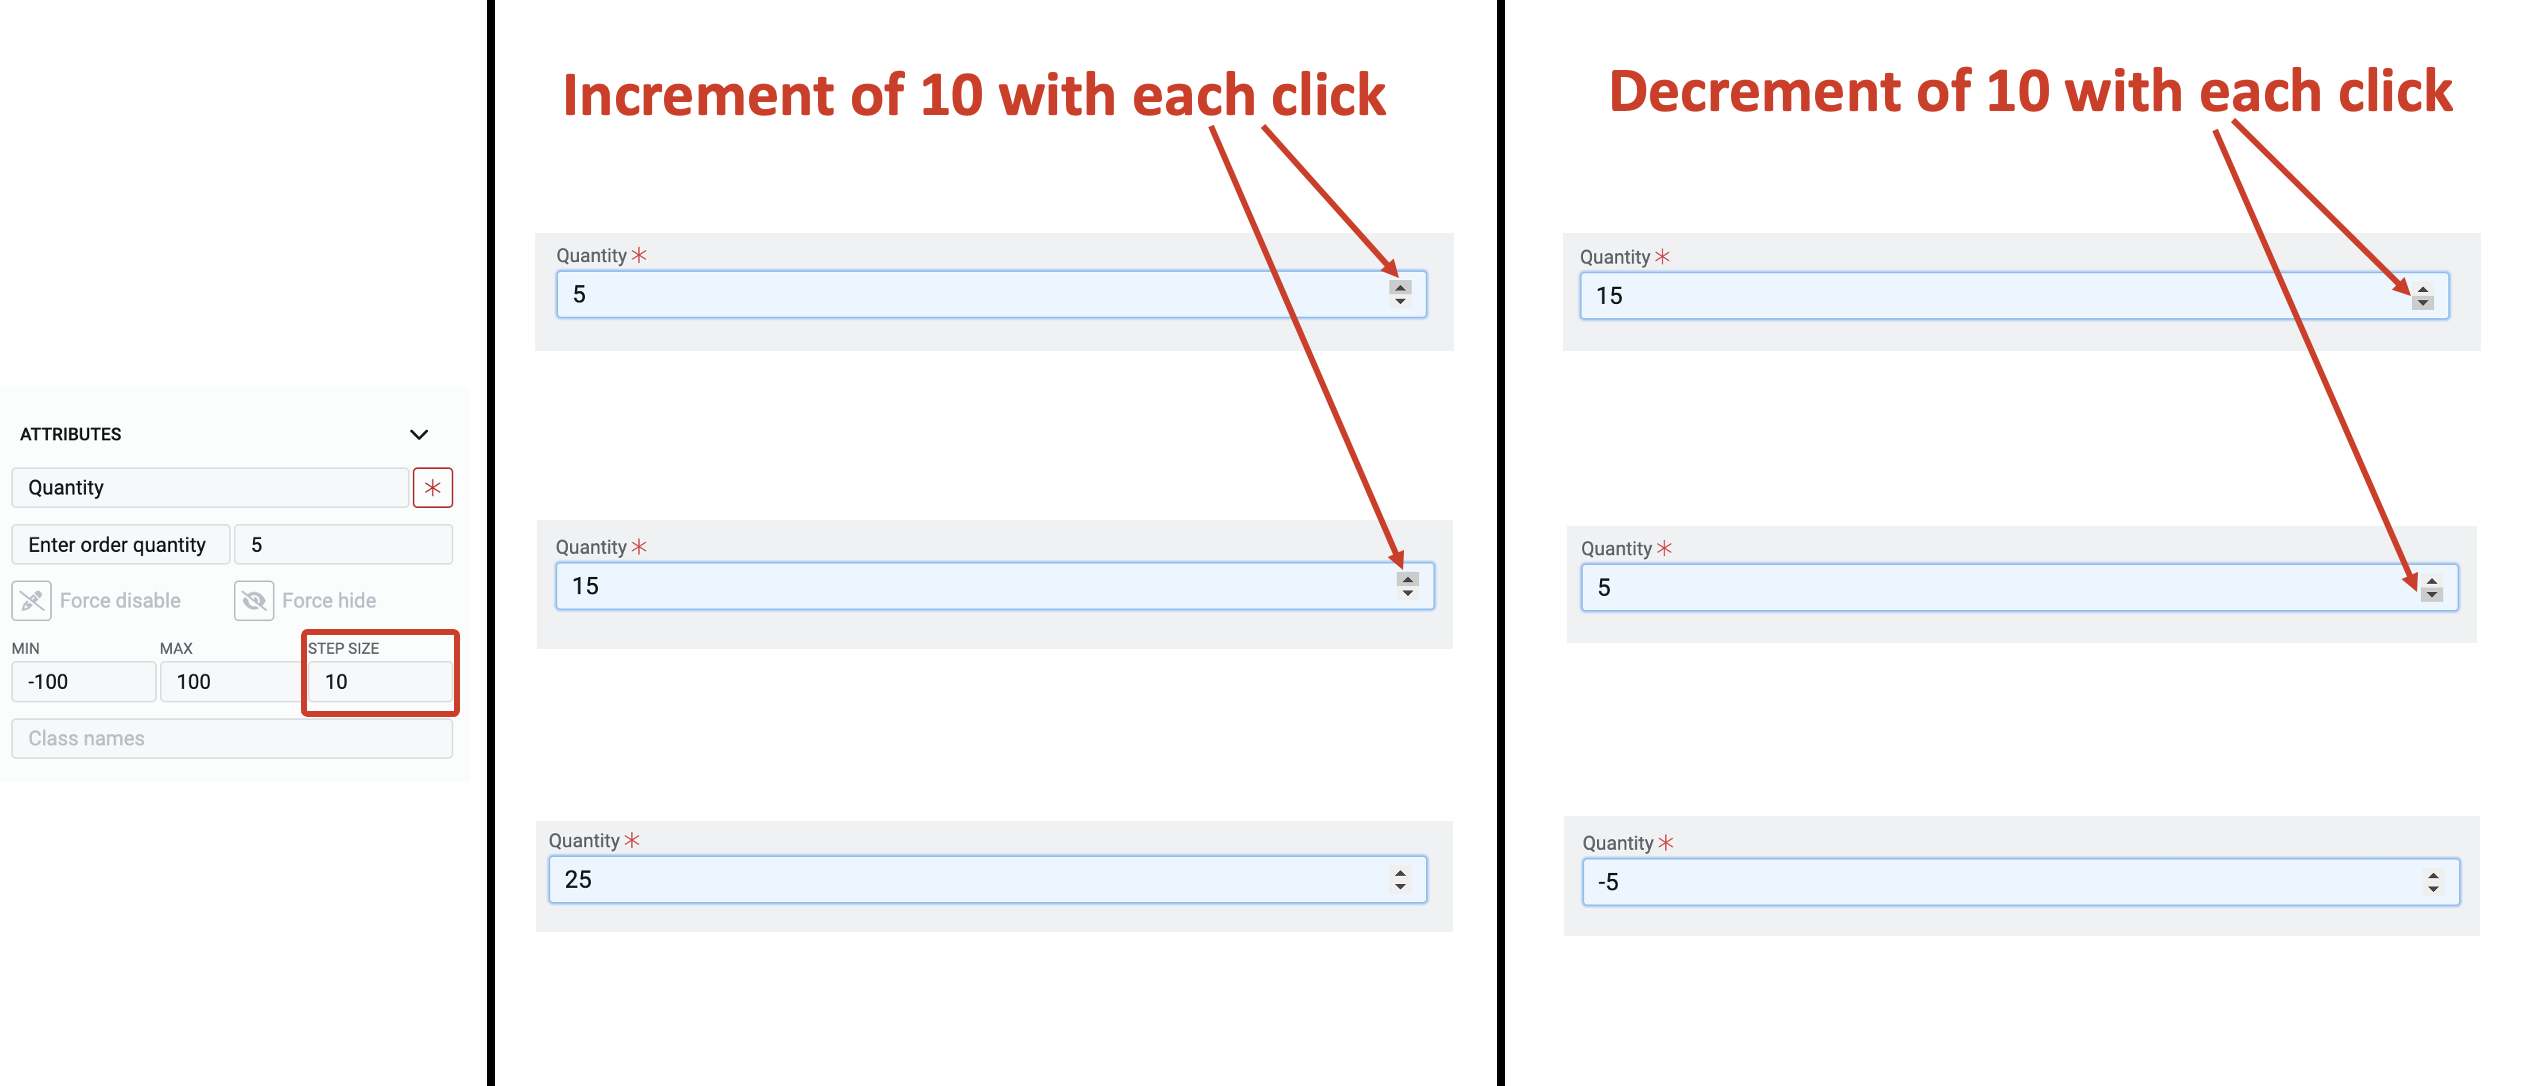 ATTRIBUTES
Quantity *
Enter order quantity 5
Force disable Force hide
MIN MAX STEP SIZE
-100 100 10
Class names
Increment of 10 with each click
Quantity *
5
Quantity *
15
Quantity *
25
Decrement of 10 with each click
Quantity *
15
Quantity *
5
Quantity *
-5